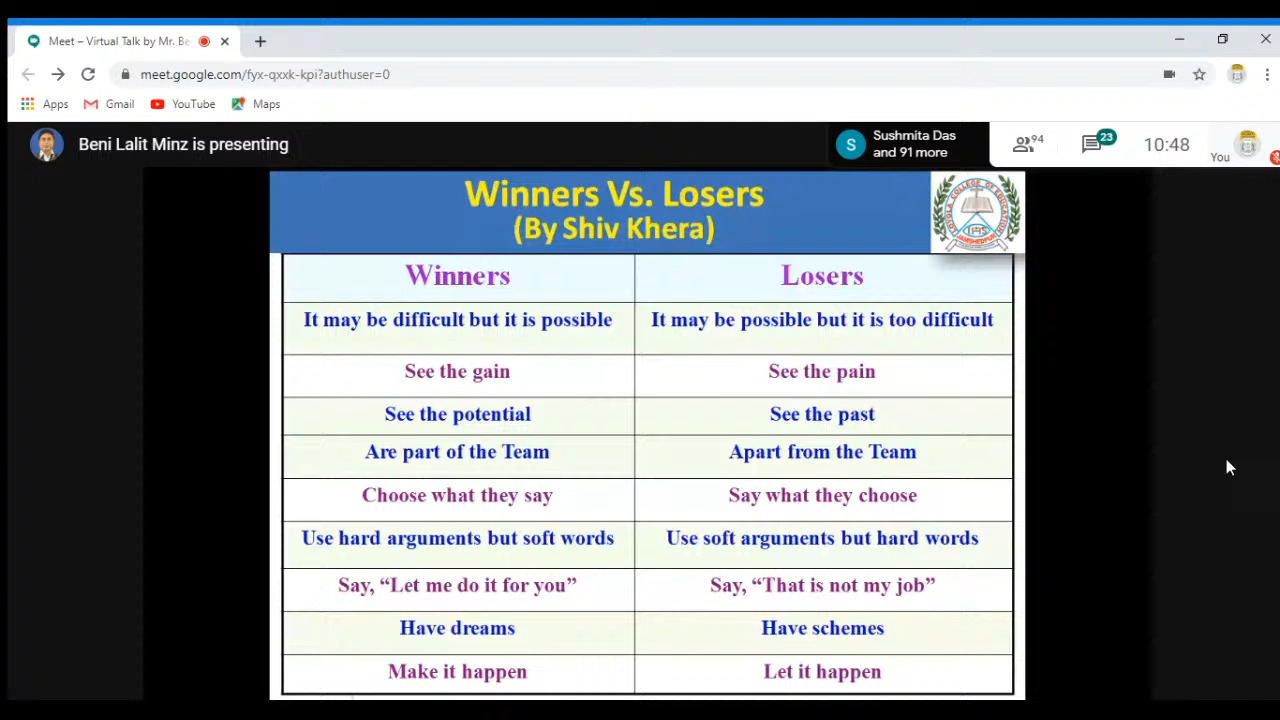 Meet – Virtual Talk by Mr. Be
meet.google.com/fyx-qxxk-kpi?authuser=0
Apps Gmail YouTube Maps
Beni Lalit Minz is presenting
S
Sushmita Das
and 91 more
94
23
10:48
You
Winners Vs. Losers
(By Shiv Khera)
LOYOLA COLLEGE OF EDUCATION
IHS
JAMSHEDPUR
Winners Losers
It may be difficult but it is possible It may be possible but it is too difficult
See the gain See the pain
See the potential See the past
Are part of the Team Apart from the Team
Choose what they say Say what they choose
Use hard arguments but soft words Use soft arguments but hard words
Say, “Let me do it for you” Say, “That is not my job”
Have dreams Have schemes
Make it happen Let it happen